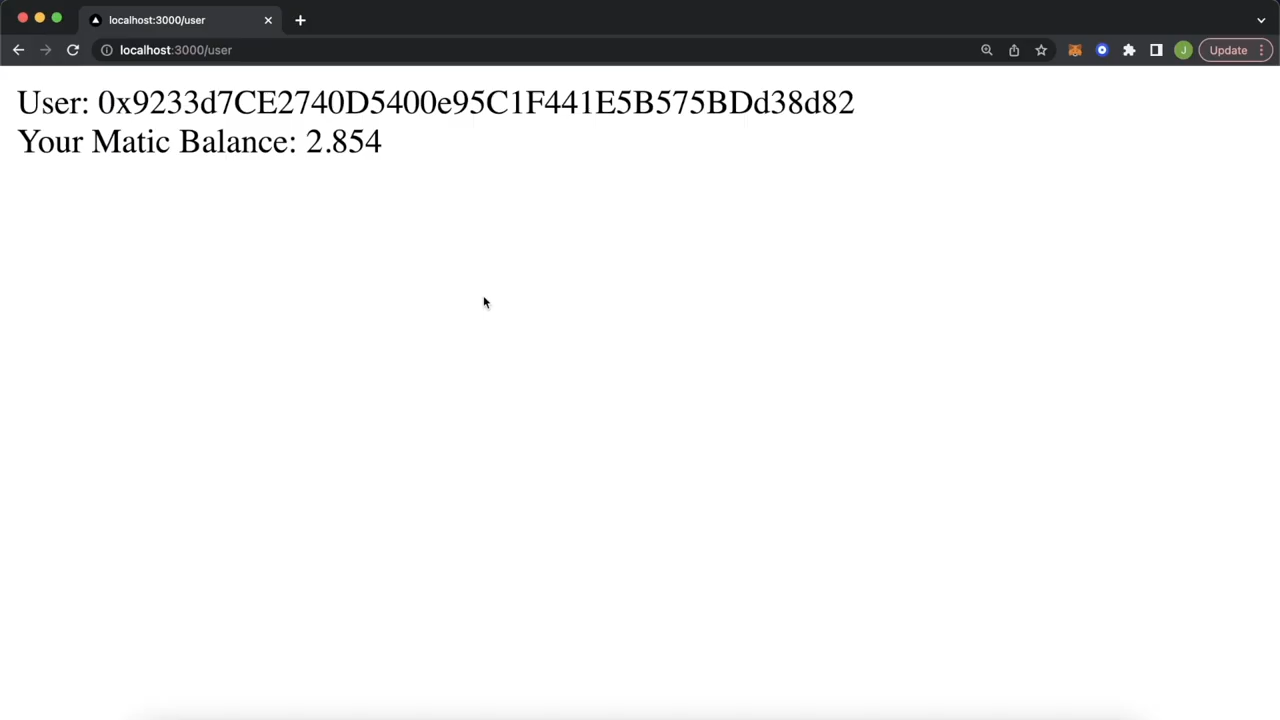 localhost:3000/user
localhost:3000/user
J
Update
User: 0x9233d7CE2740D5400e95C1F441E5B575BDd38d82
Your Matic Balance: 2.854